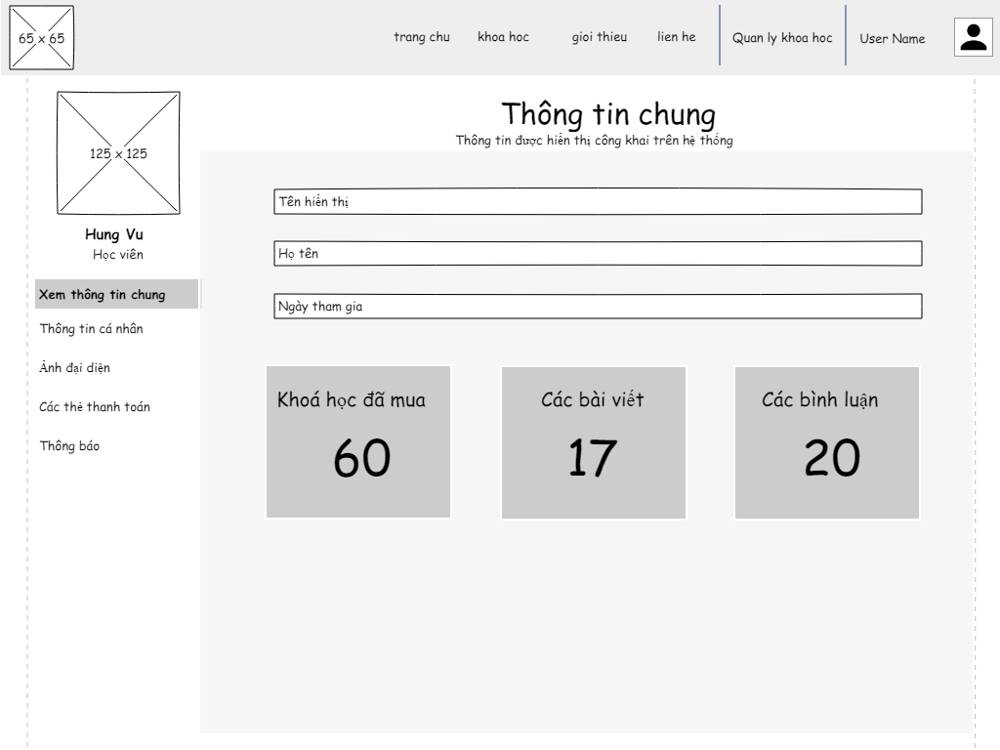 65 x 65
trang chu
khoa hoc
gioi thieu
lien he
Quan ly khoa hoc
User Name
125 x 125
Hung Vu
Học viên
Xem thông tin chung
Thông tin cá nhân
Ảnh đại diện
Các thẻ thanh toán
Thông báo
Thông tin chung
Thông tin được hiển thị công khai trên hệ thống
Tên hiển thị
Họ tên
Ngày tham gia
Khoá học đã mua
60
Các bài viết
17
Các bình luận
20